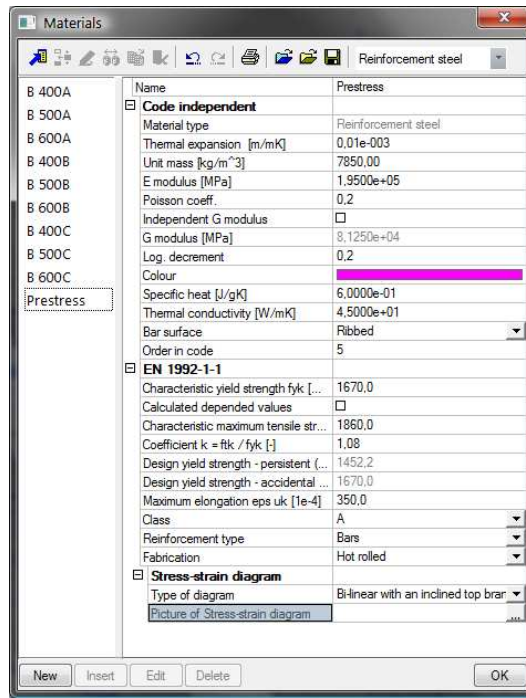 Materials
Reinforcement steel
B 400A
B 500A
B 600A
B 400B
B 500B
B 600B
B 400C
B 500C
B 600C
Prestress
Name Prestress
Code independent
Material type Reinforcement steel
Thermal expansion [m/mK] 0,01e-003
Unit mass [kg/m^3] 7850,00
E modulus [MPa] 1,9500e+05
Poisson coeff. 0,2
Independent G modulus
G modulus [MPa] 8,1250e+04
Log. decrement 0,2
Colour
Specific heat [J/gK] 6,0000e-01
Thermal conductivity [W/mK] 4,5000e+01
Bar surface Ribbed
Order in code 5
EN 1992-1-1
Characteristic yield strength fyk [... 1670,0
Calculated depended values
Characteristic maximum tensile str... 1860,0
Coefficient k = ftk / fyk [-] 1,08
Design yield strength - persistent (... 1452,2
Design yield strength - accidental ... 1670,0
Maximum elongation eps uk [1e-4] 350,0
Class A
Reinforcement type Bars
Fabrication Hot rolled
Stress-strain diagram
Type of diagram Bi-linear with an inclined top bran
Picture of Stress-strain diagram ...
New Insert Edit Delete OK